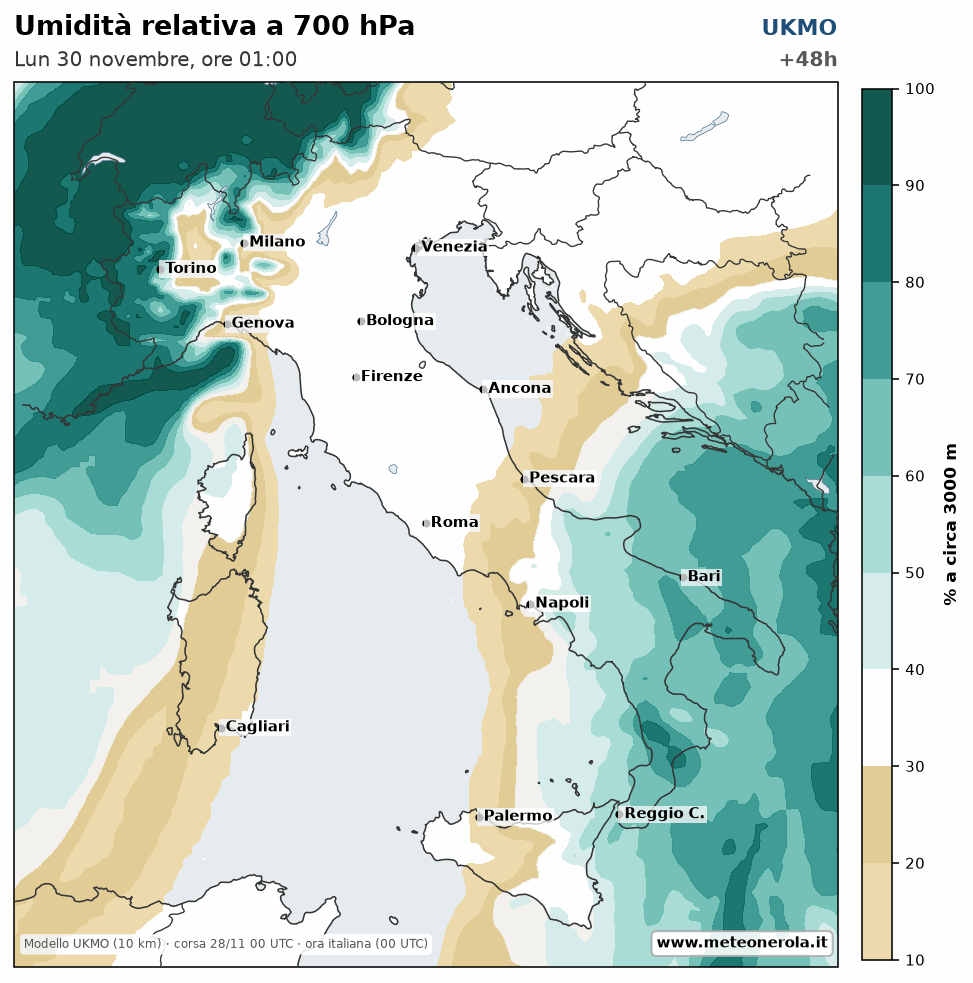 Umidità relativa a 700 hPa
UKMO
Lun 30 novembre, ore 01:00
+48h
Milano
Venezia
Torino
Genova
Bologna
Firenze
Ancona
Pescara
Roma
Bari
Napoli
Cagliari
Palermo
Reggio C.
100
90
80
70
60
50
40
30
20
10
% a circa 3000 m
Modello UKMO (10 km) · corsa 28/11 00 UTC · ora italiana (00 UTC)
www.meteonerola.it